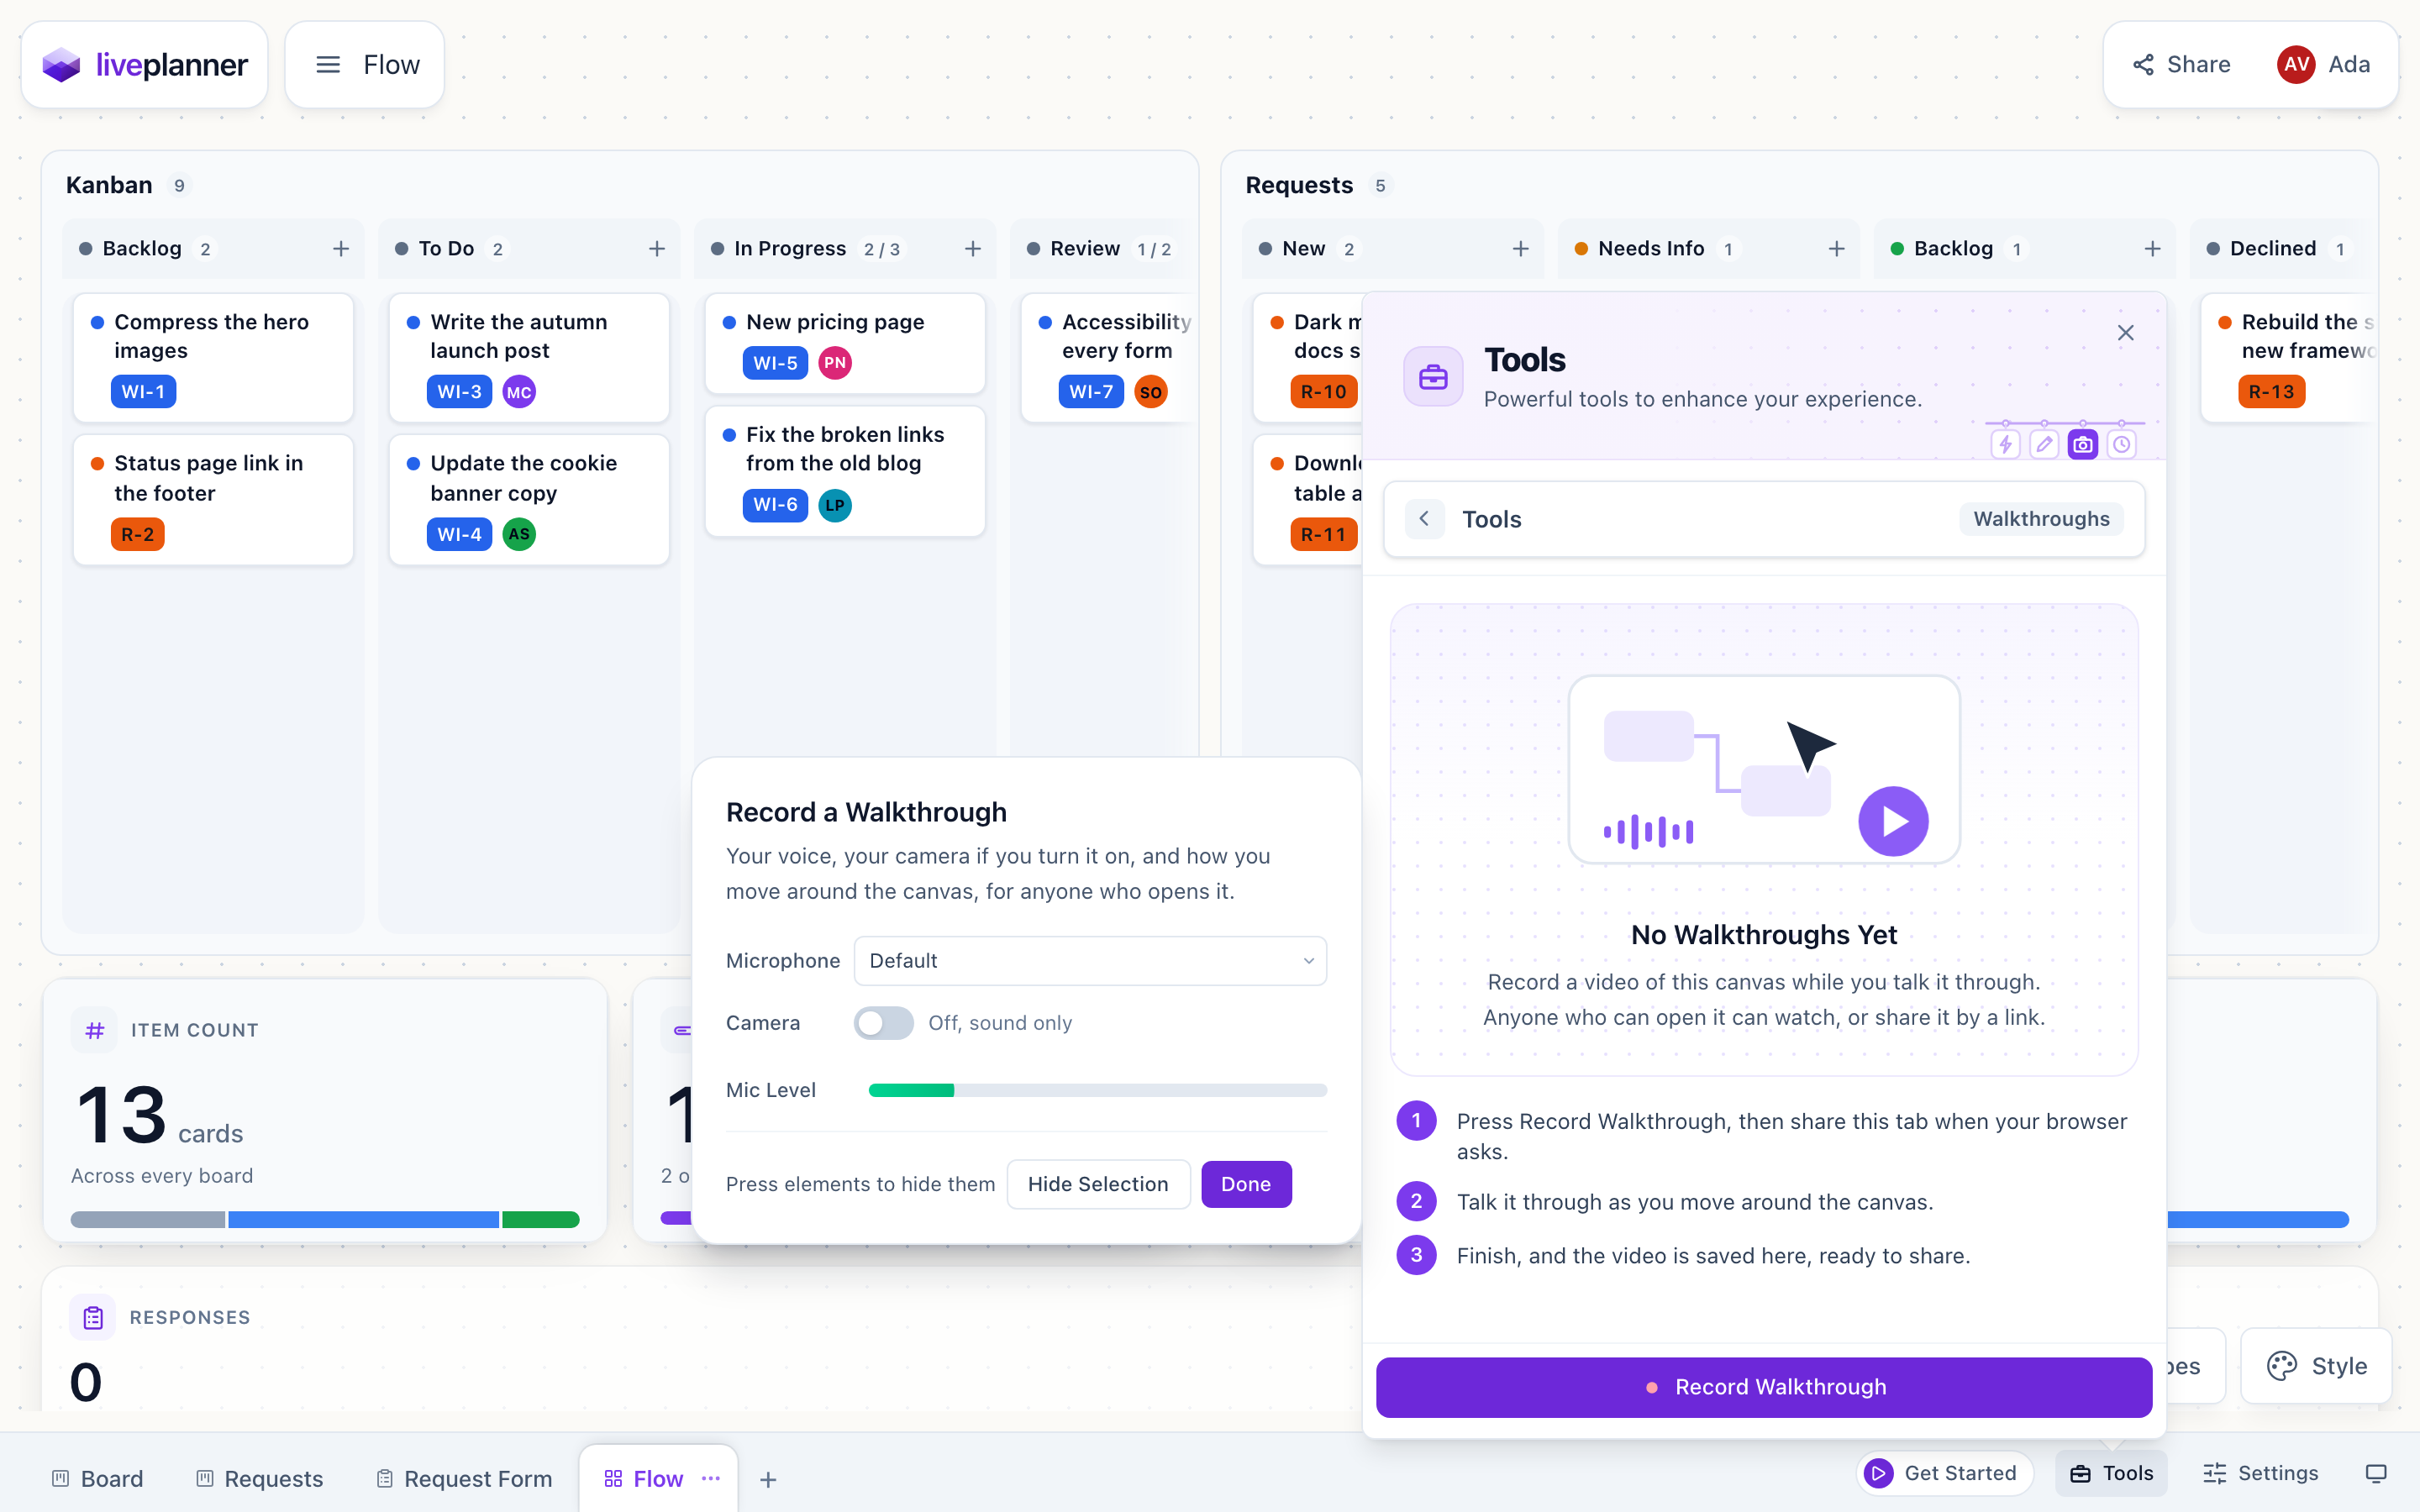 liveplanner
Flow
Share
AV
Ada
Kanban 9
Backlog 2
To Do 2
In Progress 2 / 3
Review 1 / 2
Compress the hero
images
WI-1
Status page link in
the footer
R-2
Write the autumn
launch post
WI-3 MC
Update the cookie
banner copy
WI-4 AS
New pricing page
WI-5 PN
Fix the broken links
from the old blog
WI-6 LP
Accessibility
every form
WI-7 SO
Requests 5
New 2
Needs Info 1
Backlog 1
Declined 1
Dark
docs
R-10
R-11
table
Rebuild the
new
R-13
Tools
Powerful tools to enhance your experience.
Tools
Walkthroughs
No Walkthroughs Yet
Record a video of this canvas while you talk it through.
Anyone who can open it can watch, or share it by a link.
1 Press Record Walkthrough, then share this tab when your browser
asks.
2 Talk it through as you move around the canvas.
3 Finish, and the video is saved here, ready to share.
Record Walkthrough
Record a Walkthrough
Your voice, your camera if you turn it on, and how you
move around the canvas, for anyone who opens it.
Microphone Default
Camera Off, sound only
Mic Level
Press elements to hide them Hide Selection Done
ITEM COUNT
13 cards
Across every board
RESPONSES
0
Style
Board
Requests
Request Form
Flow
Get Started
Tools
Settings